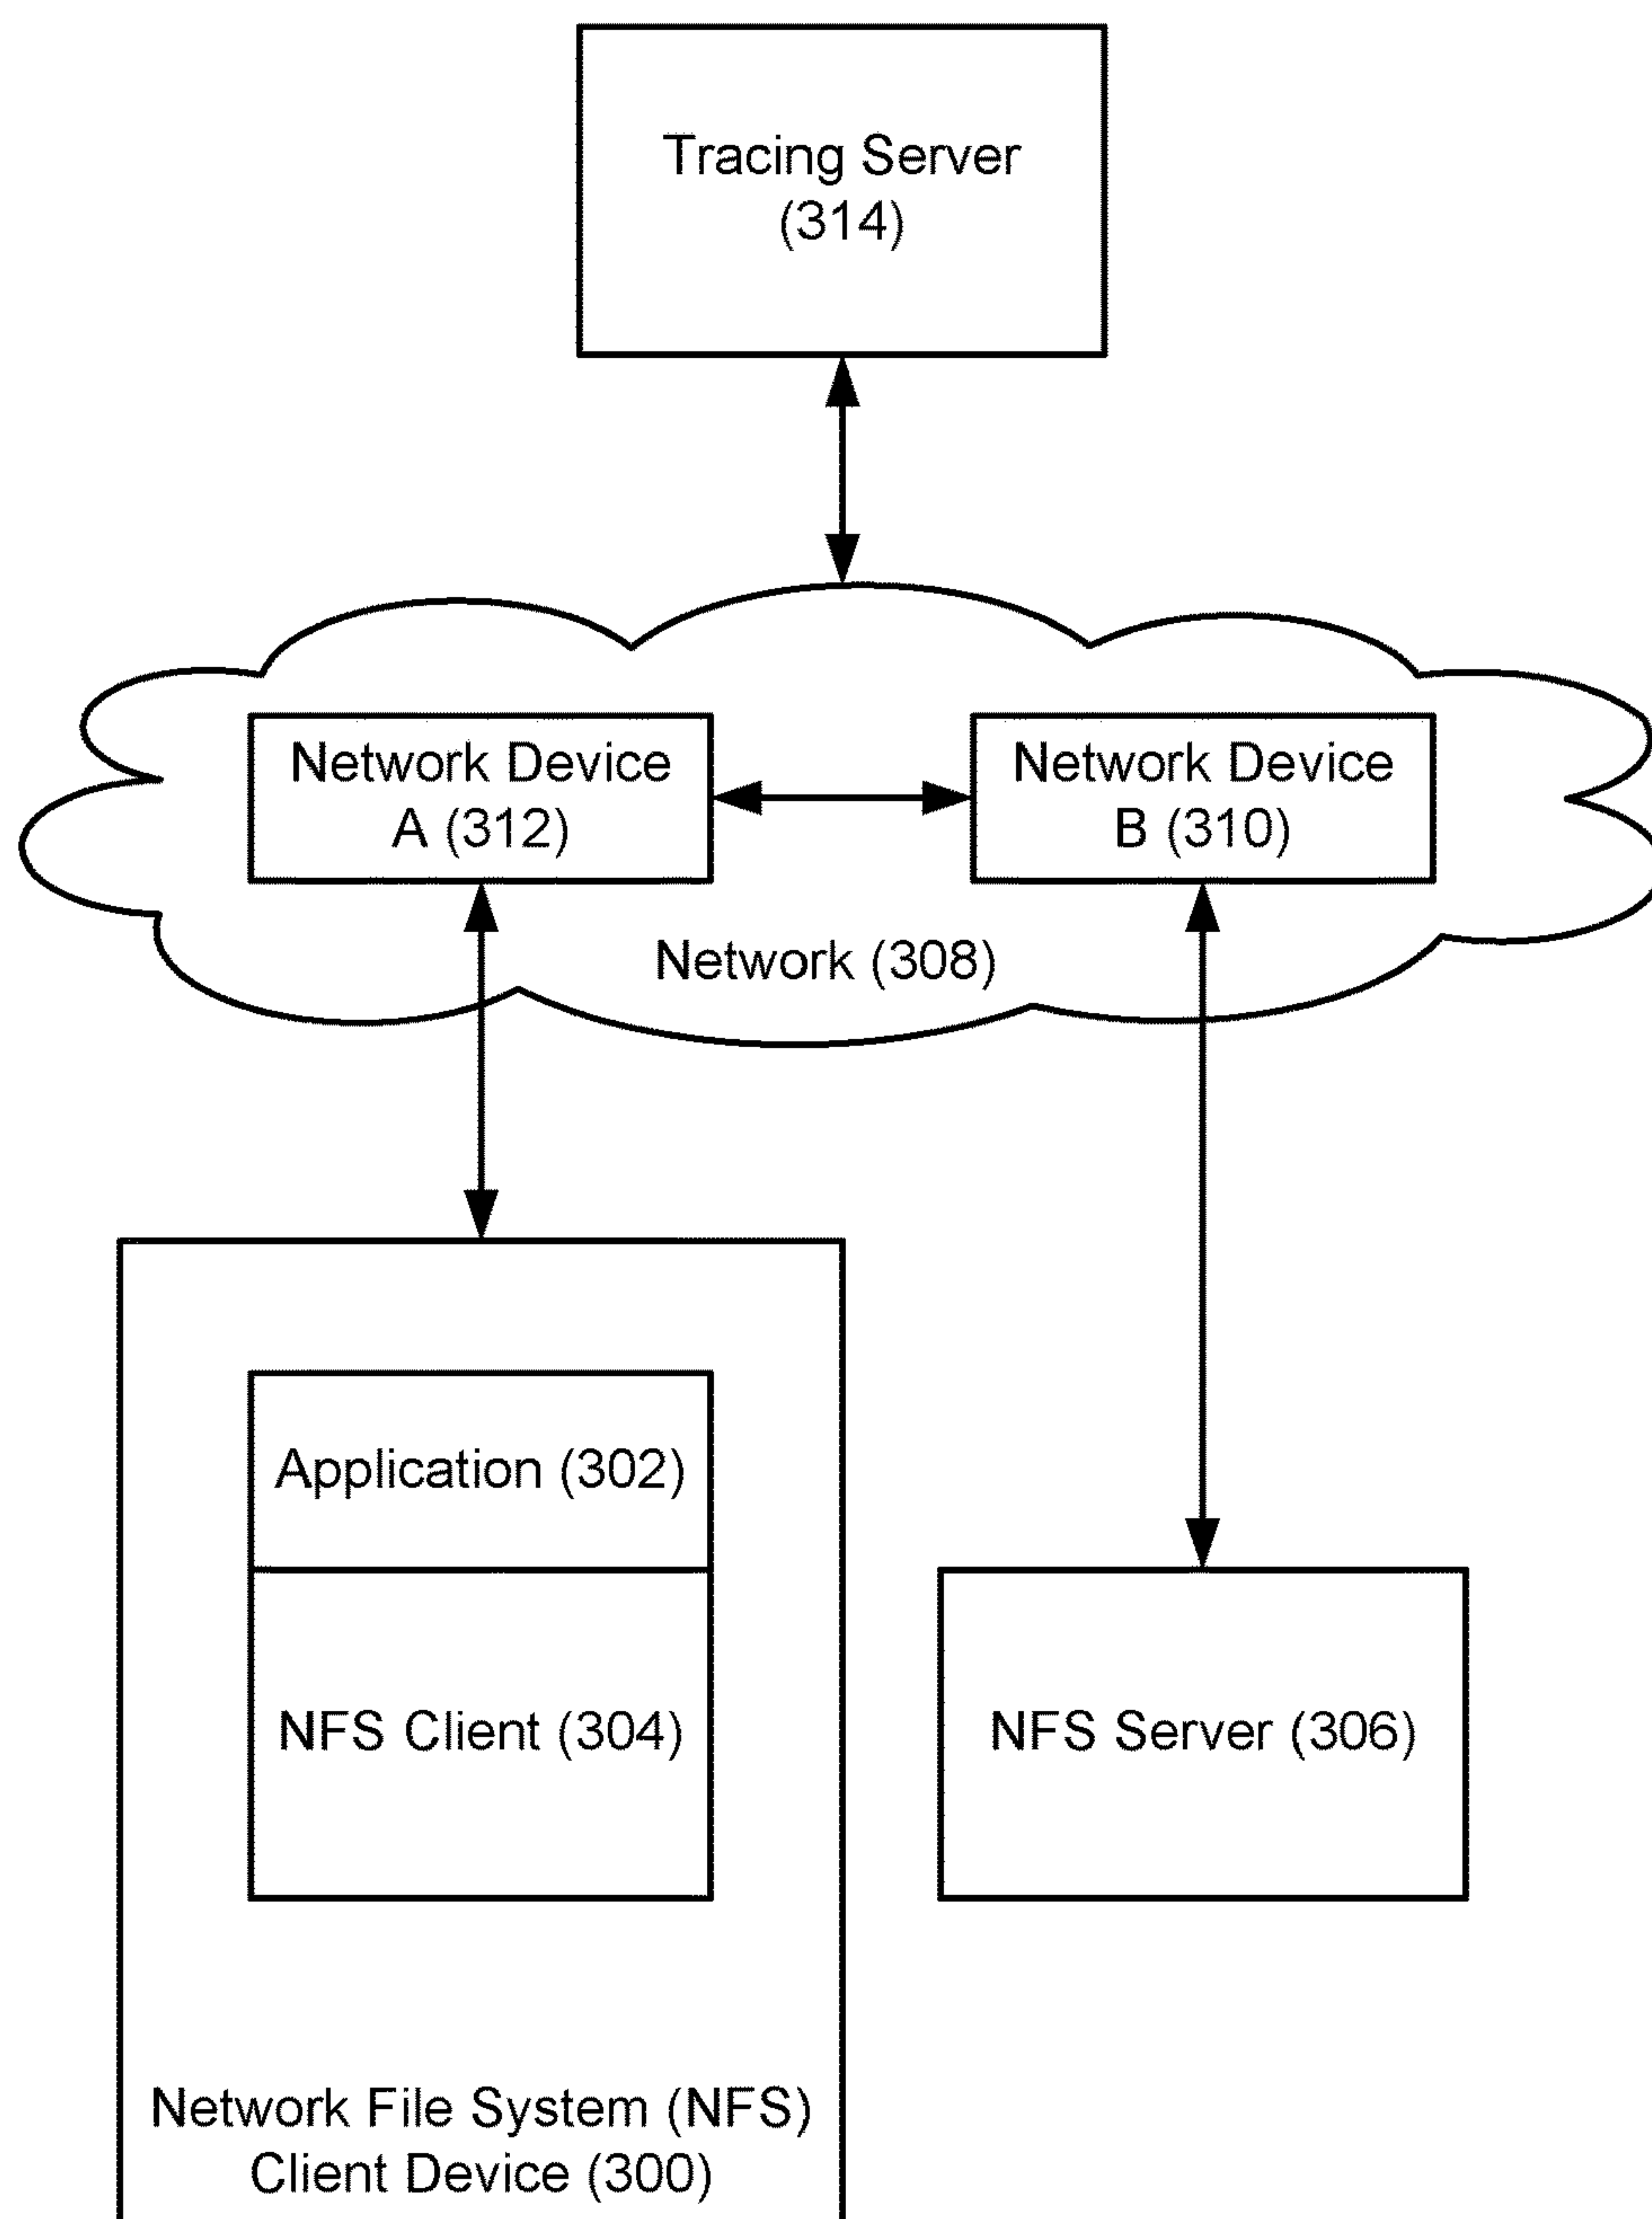 Tracing Server
(314)
Network Device
A (312)
Network Device
B (310)
Network (308)
Application (302)
NFS Client (304)
NFS Server (306)
Network File System (NFS)
Client Device (300)